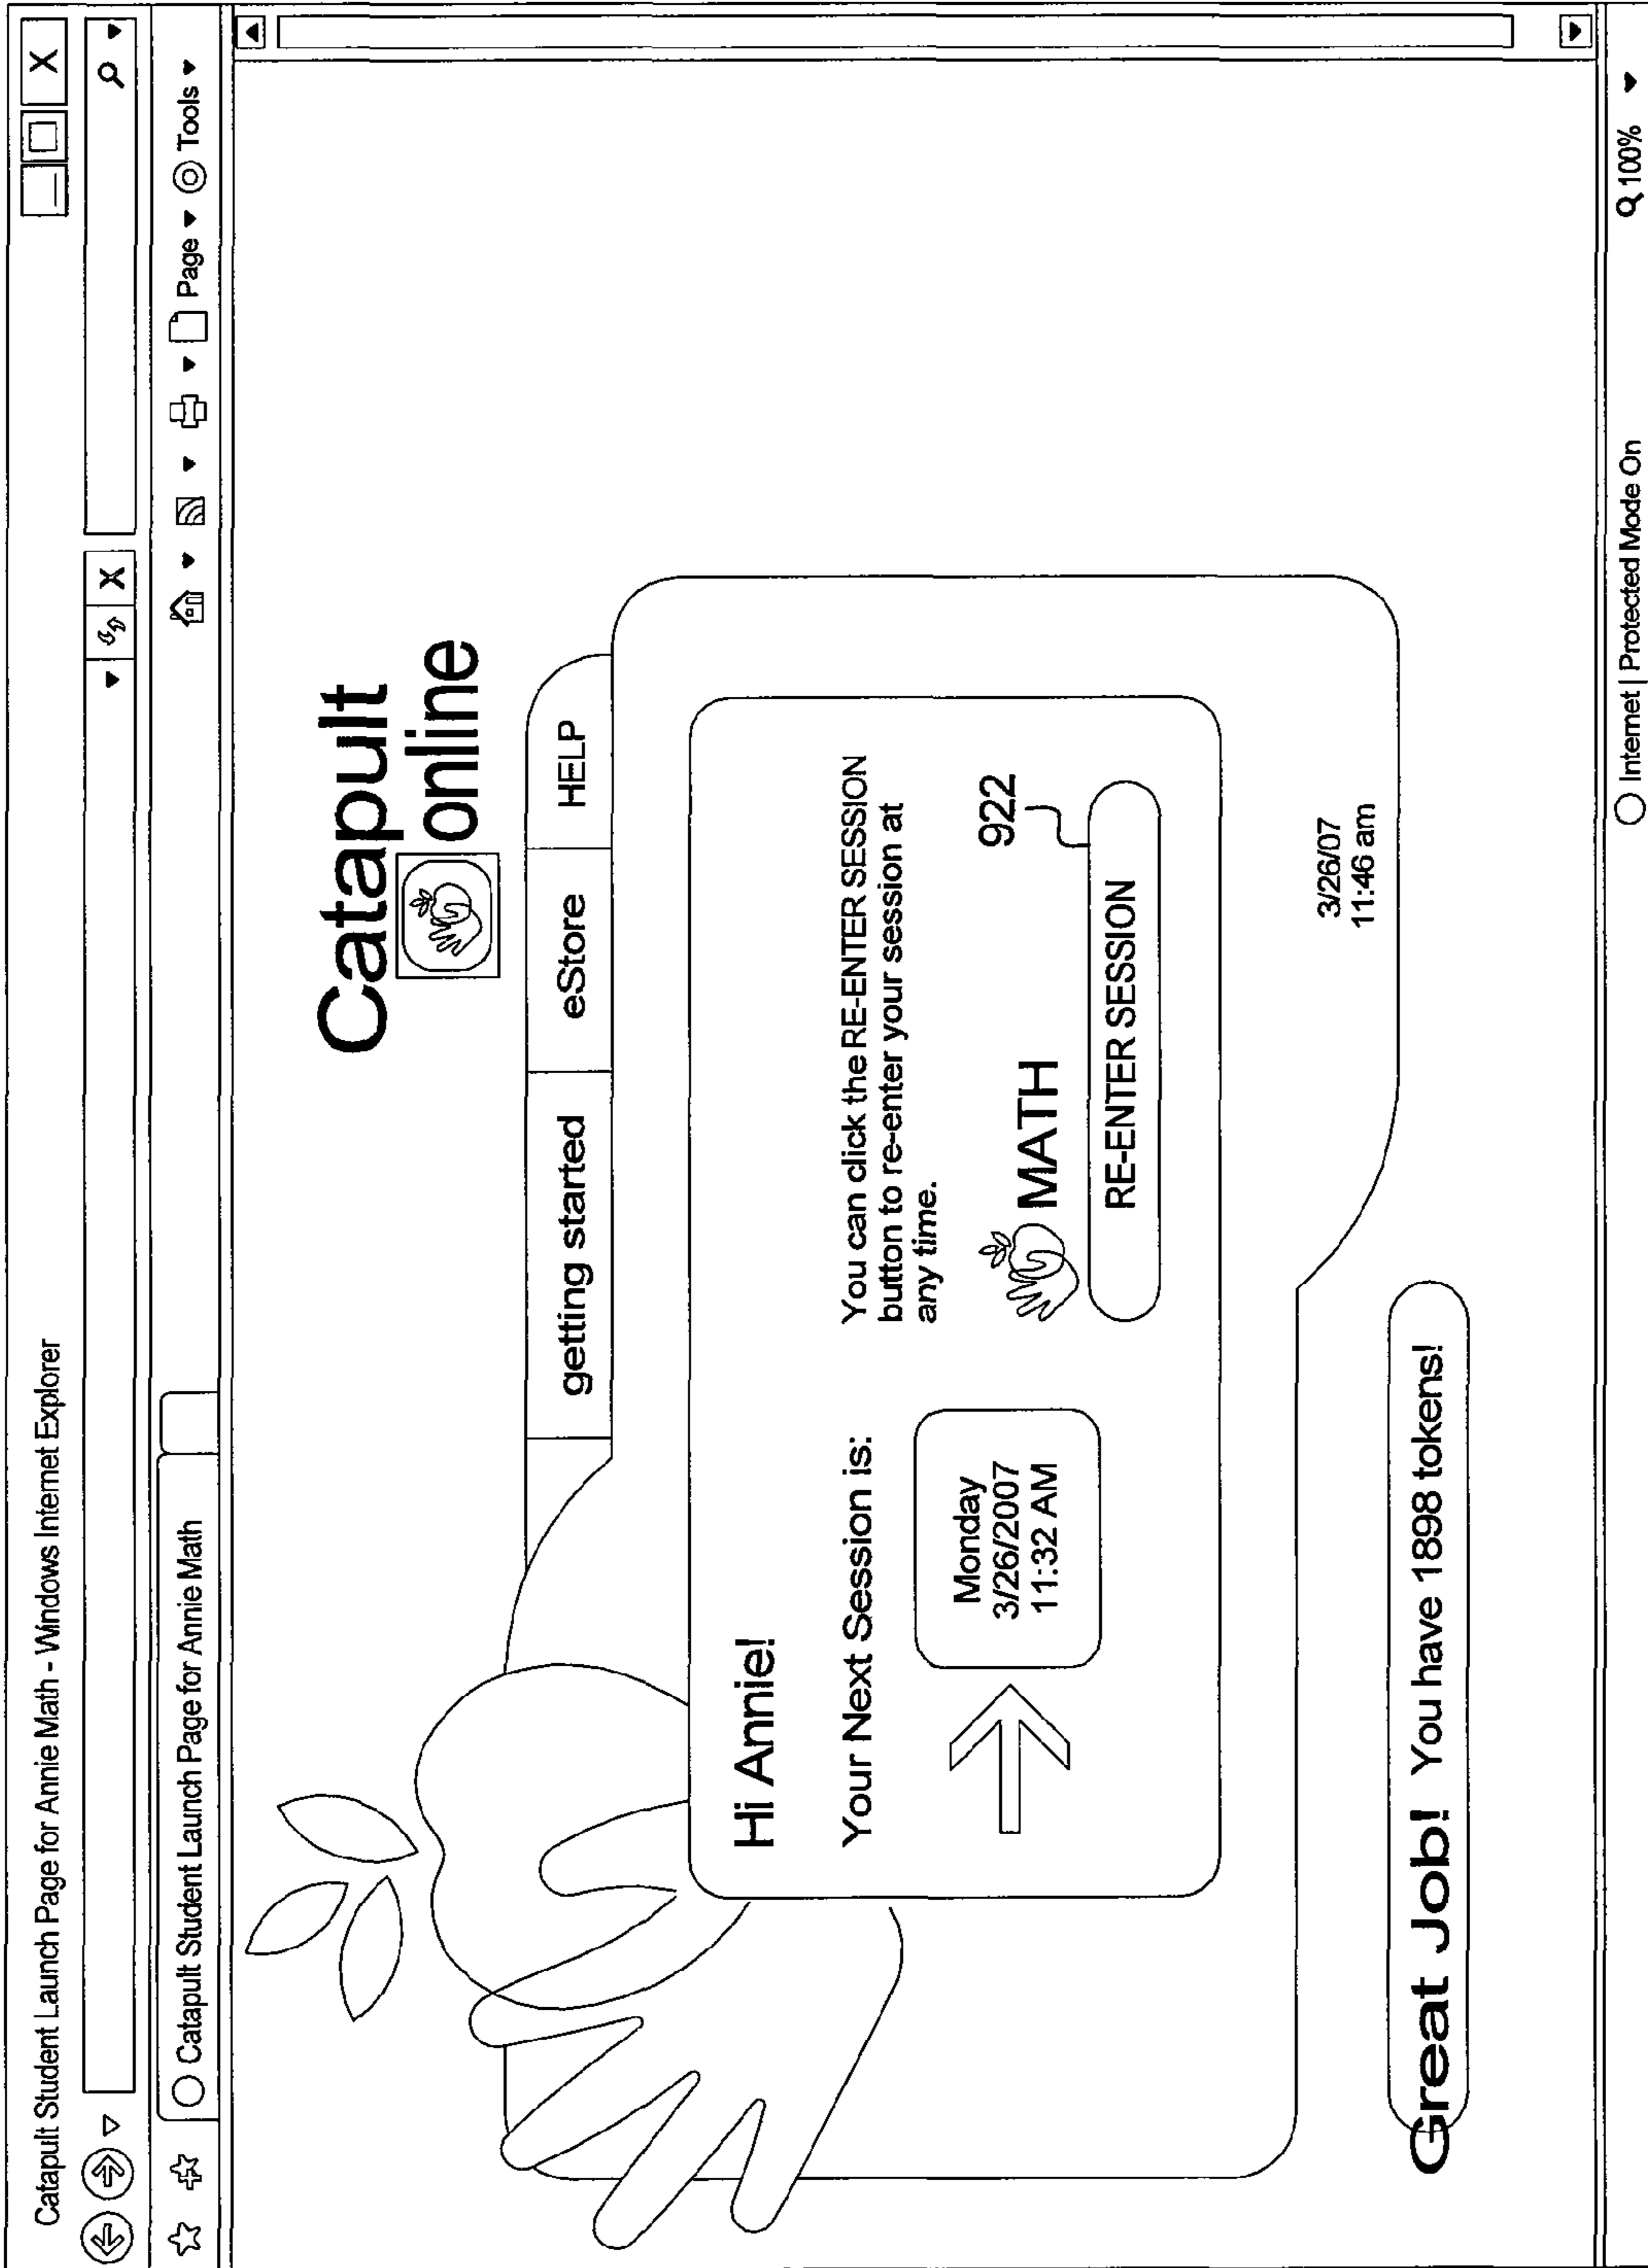 Catapult Student Launch Page for Annie Math - Windows Internet Explorer
X
X
Catapult Student Launch Page for Annie Math
Page
Tools
Catapult
online
getting started
eStore
HELP
Hi Annie!
Your Next Session is:
Monday
3/26/2007
11:32 AM
You can click the RE-ENTER SESSION
button to re-enter your session at
any time.
MATH
922
RE-ENTER SESSION
3/26/07
11:46 am
Great Job! You have 1898 tokens!
Internet | Protected Mode On
100%